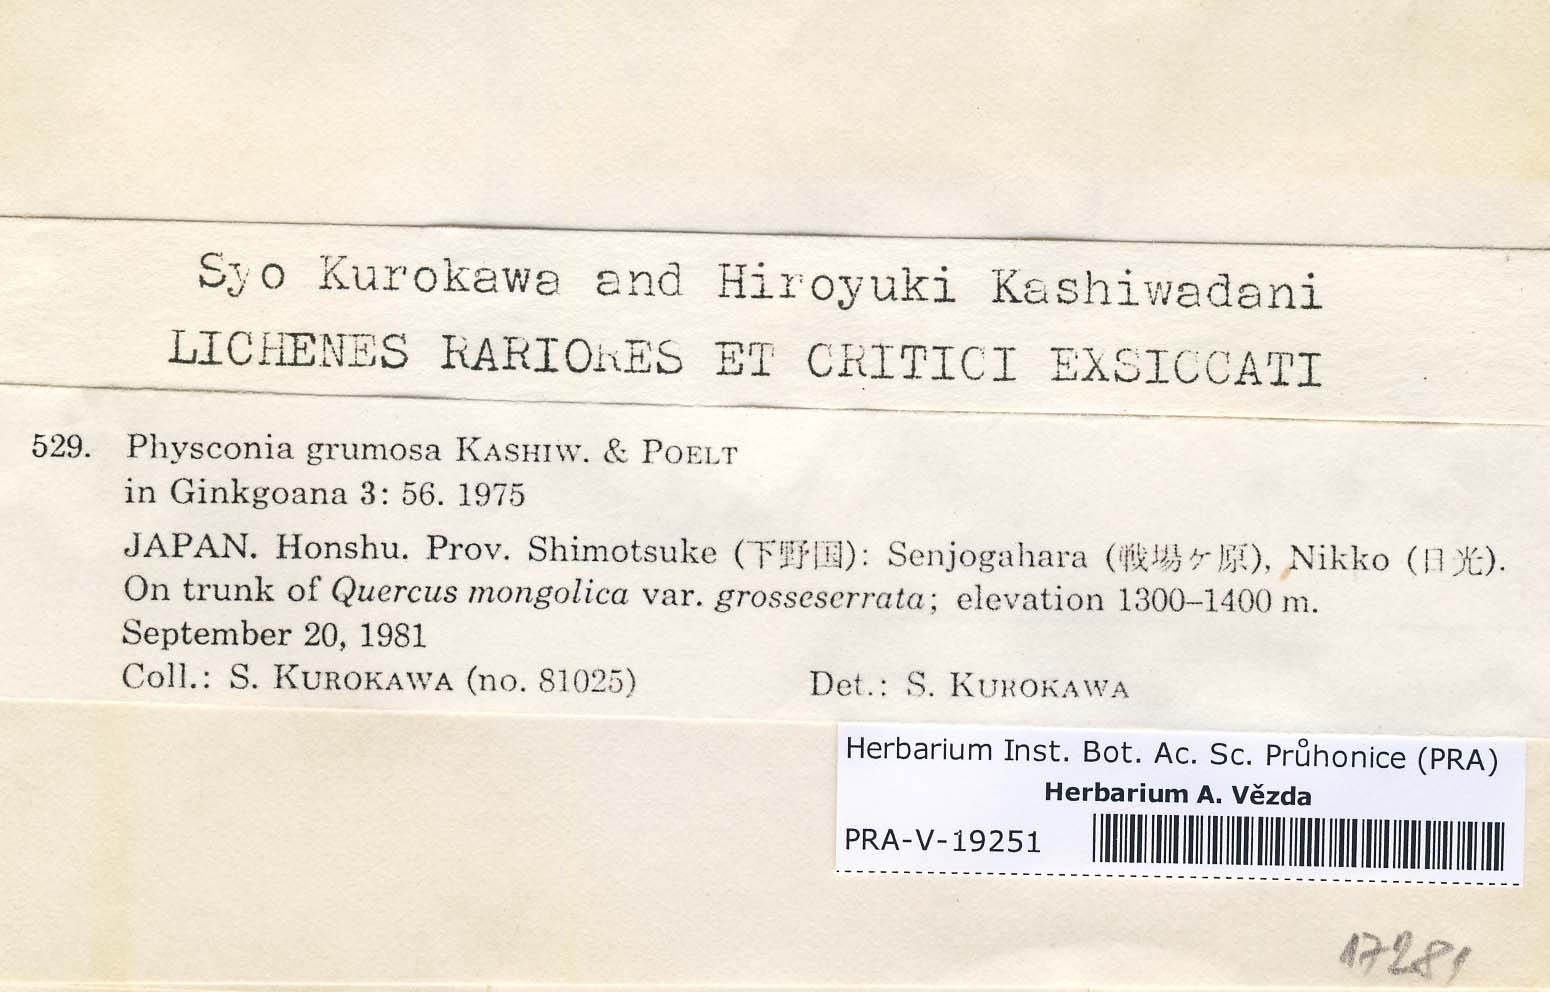 Syo Kurokawa and Hiroyuki Kashiwadani
LICHENES RARIORES ET CRITICI EXSICCATI
529. Physconia grumosa KASHIW. & POELT
in Ginkgoana 3: 56. 1975
JAPAN. Honshu. Prov. Shimotsuke (下野国): Senjogahara (戦場ケ原), Nikko (日光).
On trunk of Quercus mongolica var. grosseserrata; elevation 1300–1400 m.
September 20, 1981
Coll.: S. KUROKAWA (no. 81025) Det.: S. KUROKAWA
Herbarium Inst. Bot. Ac. Sc. Průhonice (PRA)
Herbarium A. Vězda
PRA-V-19251
17281